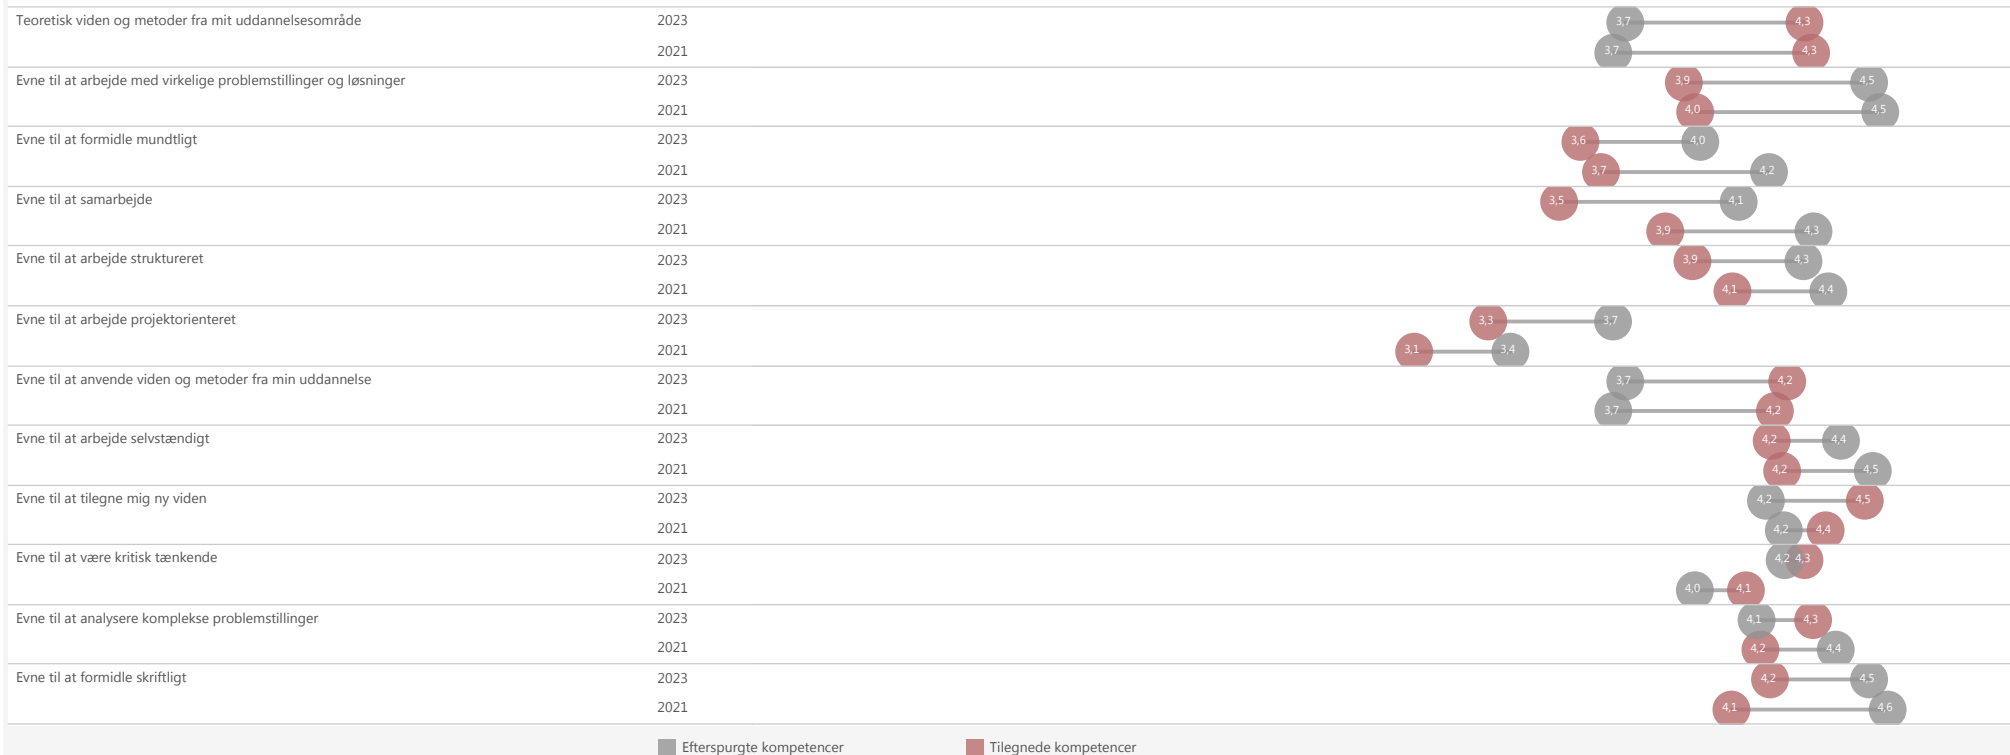 Teoretisk viden og metoder fra mit uddannelsesområde 2023 3,7 4,3
2021 3,7 4,3
Evne til at arbejde med virkelige problemstillinger og løsninger 2023 3,9 4,5
2021 4,0 4,5
Evne til at formidle mundtligt 2023 3,6 4,0
2021 3,7 4,2
Evne til at samarbejde 2023 3,5 4,1
2021 3,9 4,3
Evne til at arbejde struktureret 2023 3,9 4,3
2021 4,1 4,4
Evne til at arbejde projektorienteret 2023 3,3 3,7
2021 3,1 3,4
Evne til at anvende viden og metoder fra min uddannelse 2023 3,7 4,2
2021 3,7 4,2
Evne til at arbejde selvstændigt 2023 4,2 4,4
2021 4,2 4,5
Evne til at tilegne mig ny viden 2023 4,2 4,5
2021 4,2 4,4
Evne til at være kritisk tænkende 2023 4,2 4,3
2021 4,0 4,1
Evne til at analysere komplekse problemstillinger 2023 4,1 4,3
2021 4,2 4,4
Evne til at formidle skriftligt 2023 4,2 4,5
2021 4,1 4,6
Efterspurgte kompetencer Tilegnede kompetencer